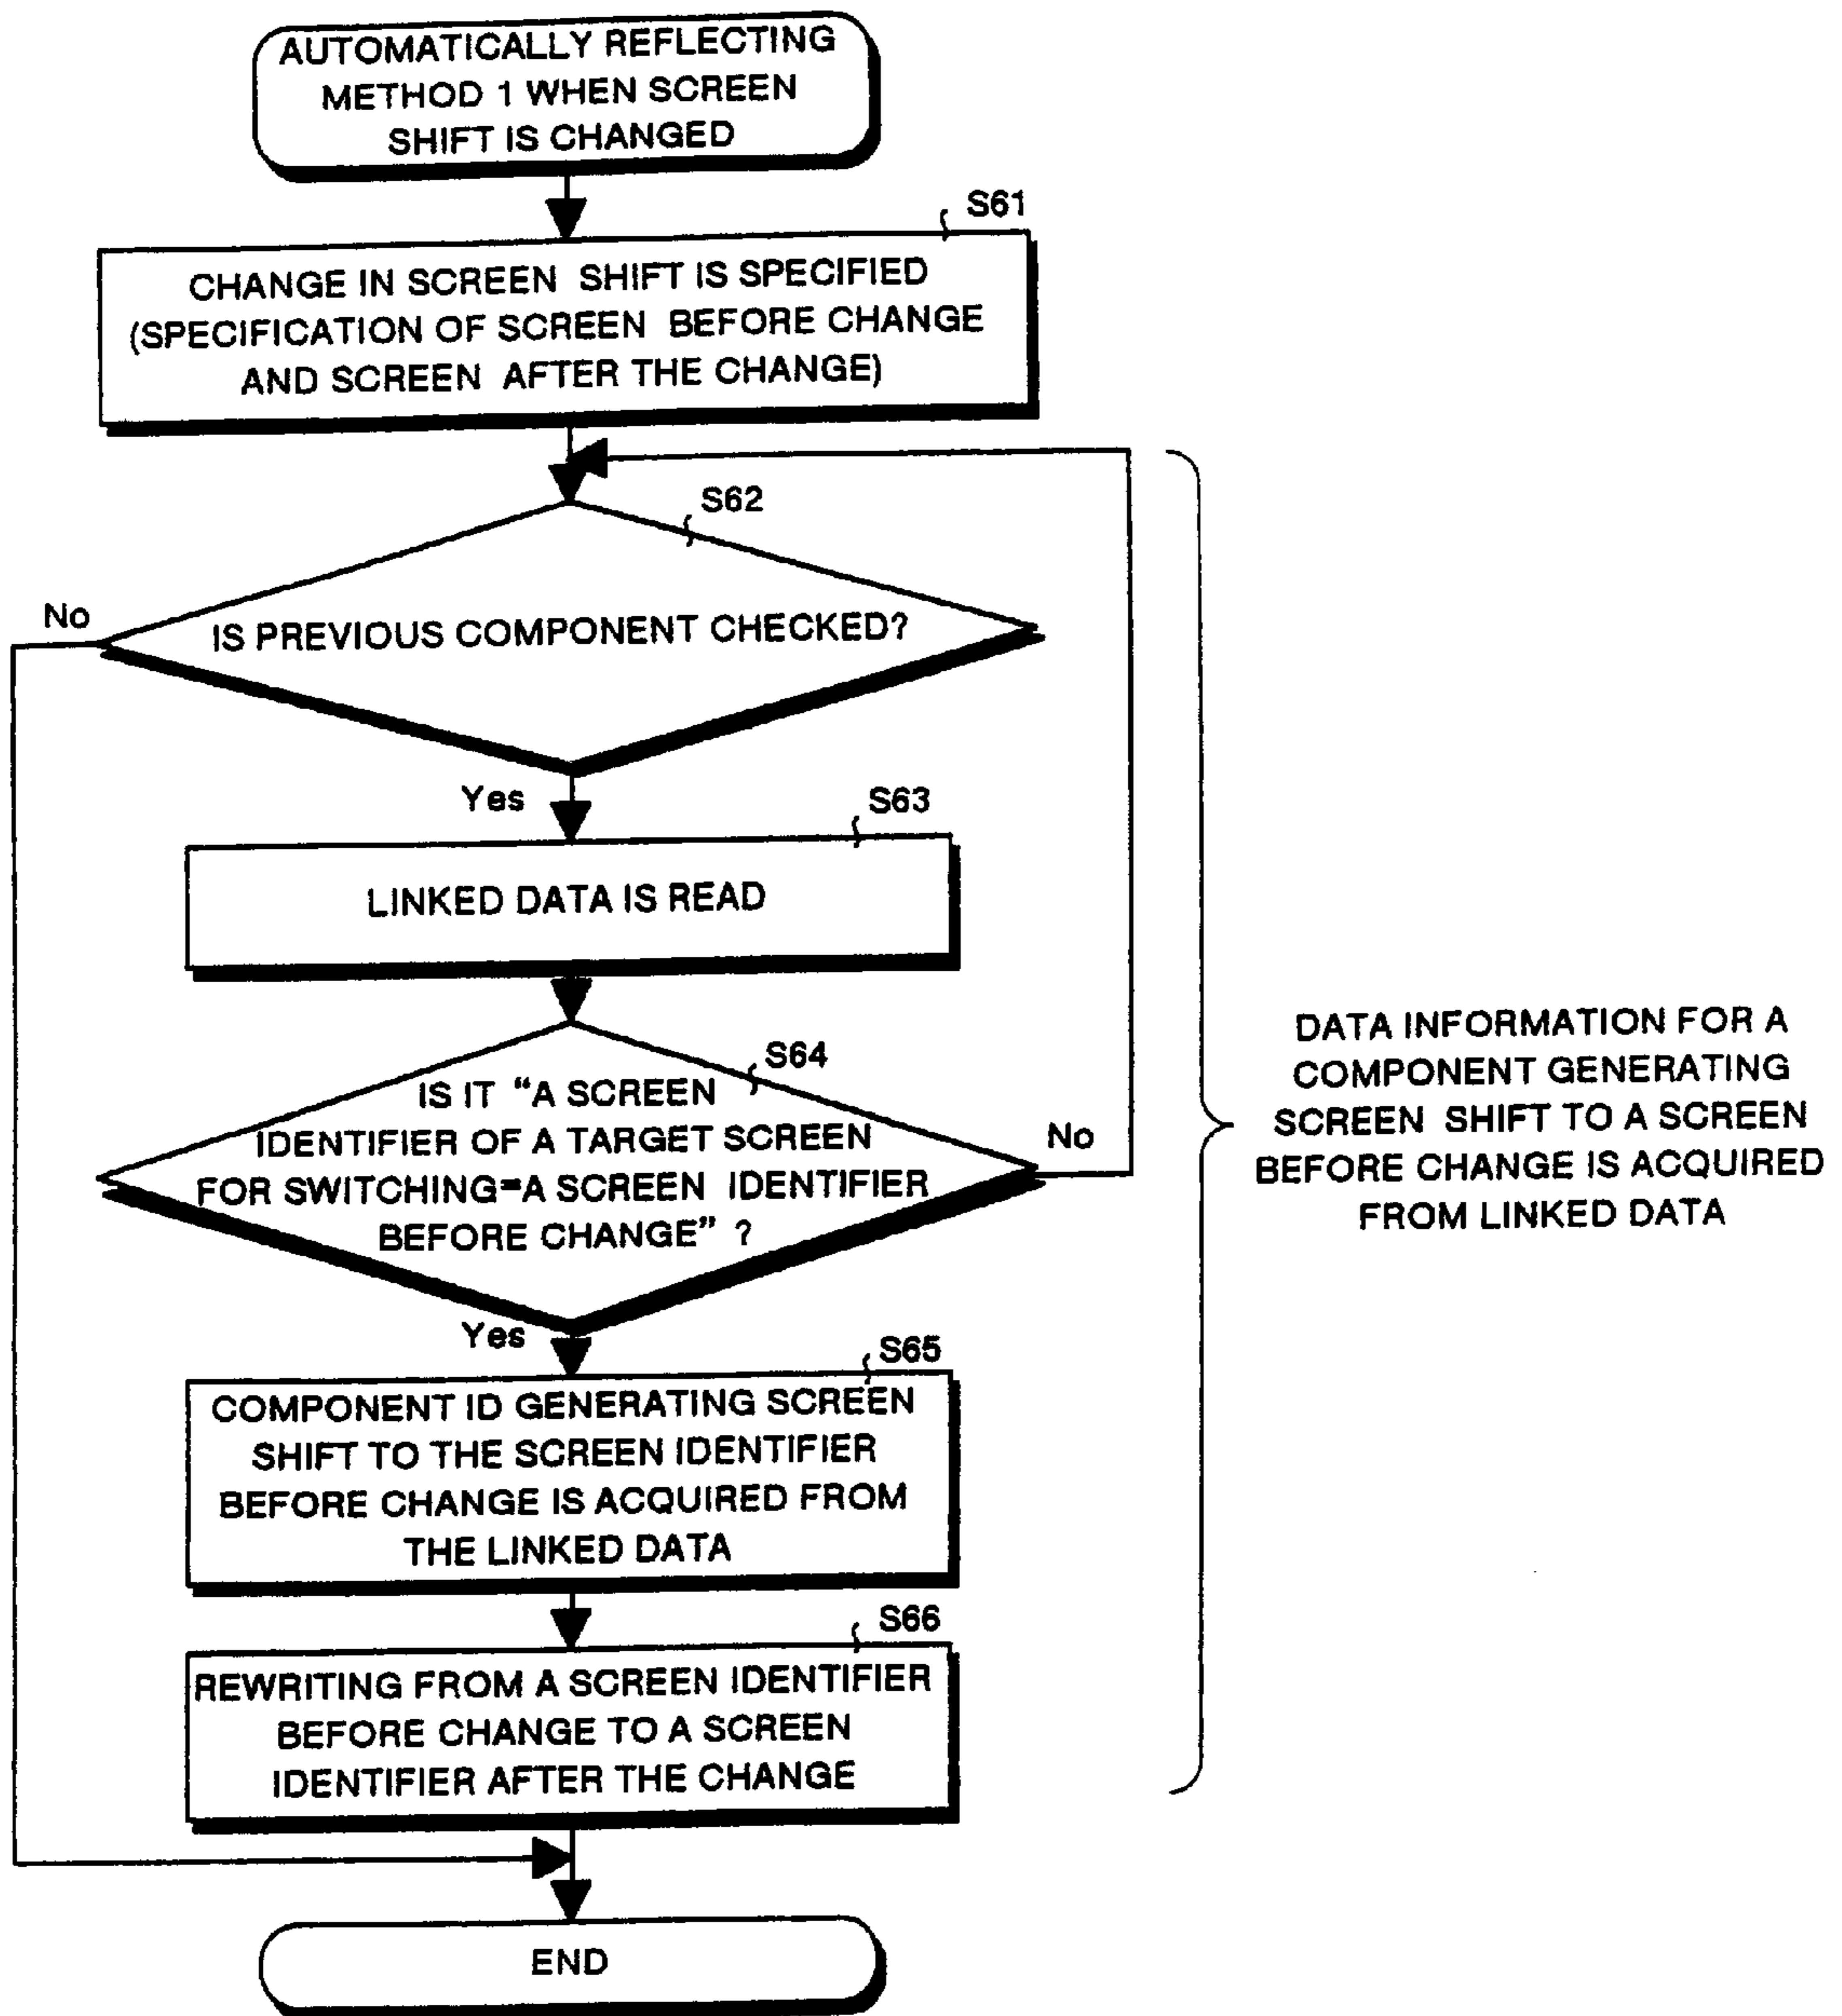 AUTOMATICALLY REFLECTING
METHOD 1 WHEN SCREEN
SHIFT IS CHANGED
S61
CHANGE IN SCREEN SHIFT IS SPECIFIED
(SPECIFICATION OF SCREEN BEFORE CHANGE
AND SCREEN AFTER THE CHANGE)
S62
No
IS PREVIOUS COMPONENT CHECKED?
Yes
S63
LINKED DATA IS READ
S64
IS IT “A SCREEN
IDENTIFIER OF A TARGET SCREEN
FOR SWITCHING=A SCREEN IDENTIFIER
BEFORE CHANGE” ?
No
Yes
S65
COMPONENT ID GENERATING SCREEN
SHIFT TO THE SCREEN IDENTIFIER
BEFORE CHANGE IS ACQUIRED FROM
THE LINKED DATA
S66
REWRITING FROM A SCREEN IDENTIFIER
BEFORE CHANGE TO A SCREEN
IDENTIFIER AFTER THE CHANGE
END
DATA INFORMATION FOR A
COMPONENT GENERATING
SCREEN SHIFT TO A SCREEN
BEFORE CHANGE IS ACQUIRED
FROM LINKED DATA